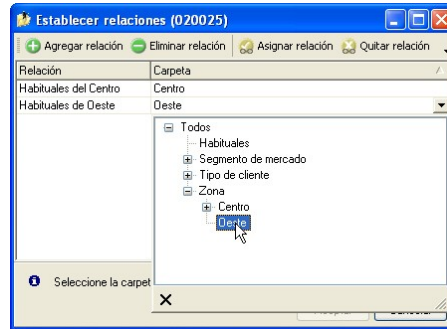 Establecer relaciones (020025)
Agregar relación Eliminar relación Asignar relación Quitar relación
Relación Carpeta
Habituales del Centro Centro
Habituales de Oeste Oeste
Todos
Habituales
Segmento de mercado
Tipo de cliente
Zona
Centro
Oeste
Seleccione la carpet